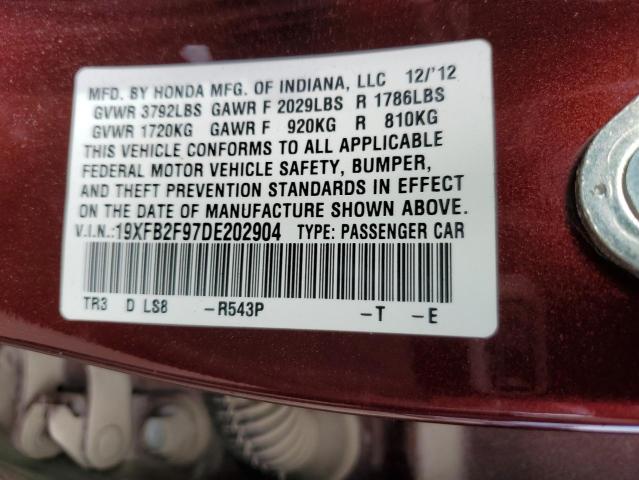 MFD. BY HONDA MFG. OF INDIANA, LLC 12/'12
GVWR 3792LBS GAWR F 2029LBS R 1786LBS
GVWR 1720KG GAWR F 920KG R 810KG
THIS VEHICLE CONFORMS TO ALL APPLICABLE
FEDERAL MOTOR VEHICLE SAFETY, BUMPER,
AND THEFT PREVENTION STANDARDS IN EFFECT
ON THE DATE OF MANUFACTURE SHOWN ABOVE.
V.I.N.:19XFB2F97DE202904 TYPE: PASSENGER CAR
TR3 D LS8 -R543P -T -E